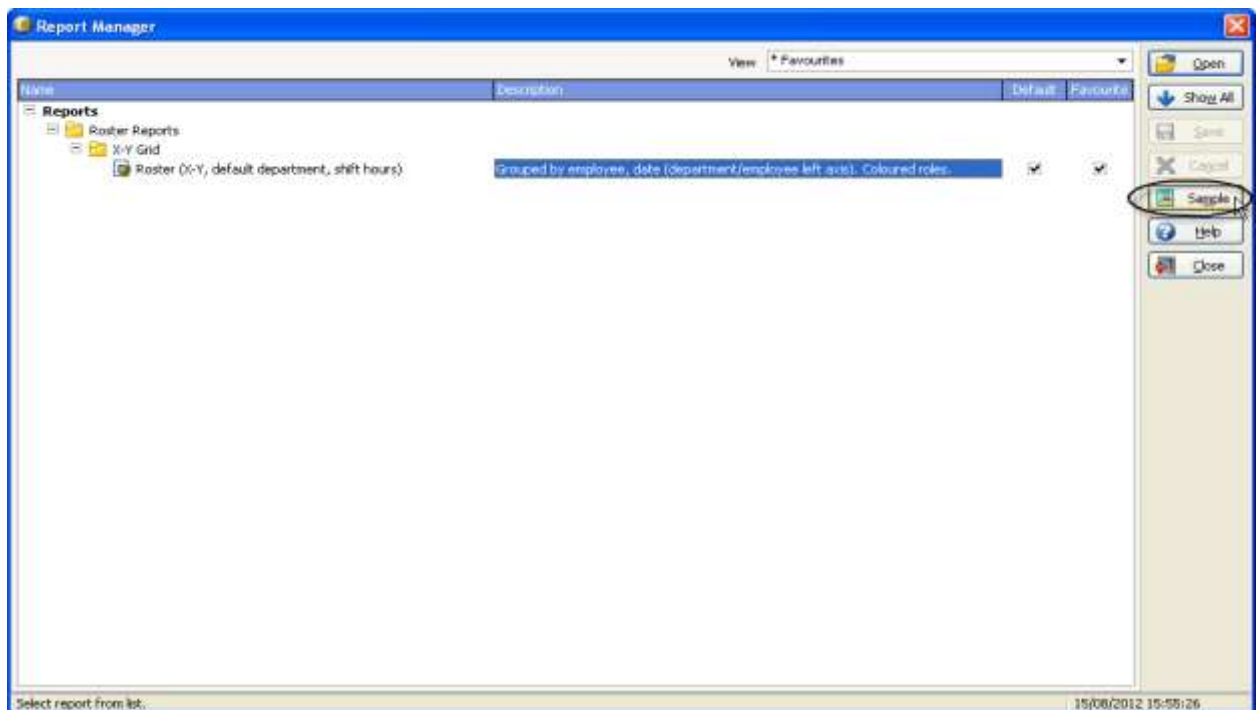 Report Manager
View * Favourites
Open
Name Description Default Favourite
Show All
Reports
Roster Reports
Save
X-Y Grid
Roster (X-Y, default department, shift hours) Grouped by employee, date (department/employee left axis). Coloured roles.
Cancel
Sample
Help
Close
Select report from list. 15/08/2012 15:55:26